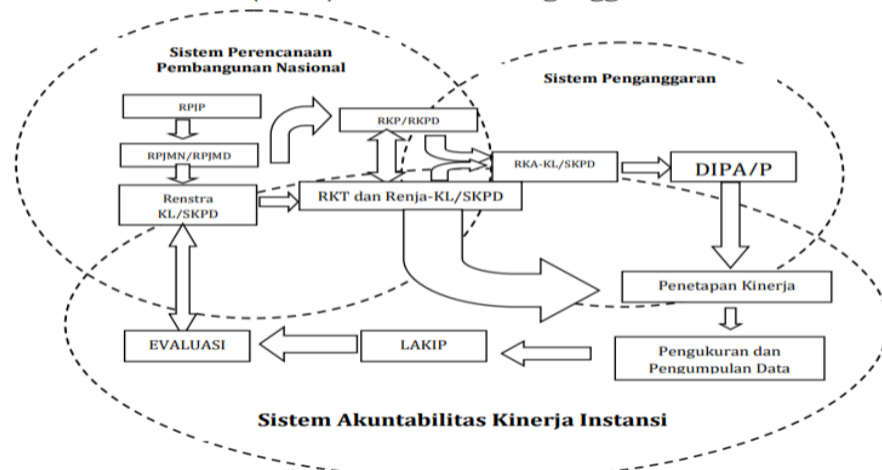 Sistem Perencanaan
Pembangunan Nasional
Sistem Penganggaran
RPJP
RKP/RKPD
RPJMN/RPJMD
RKA-KL/SKPD
DIPA/P
Renstra
KL/SKPD
RKT dan Renja-KL/SKPD
Penetapan Kinerja
EVALUASI
LAKIP
Pengukuran dan
Pengumpulan Data
Sistem Akuntabilitas Kinerja Instansi